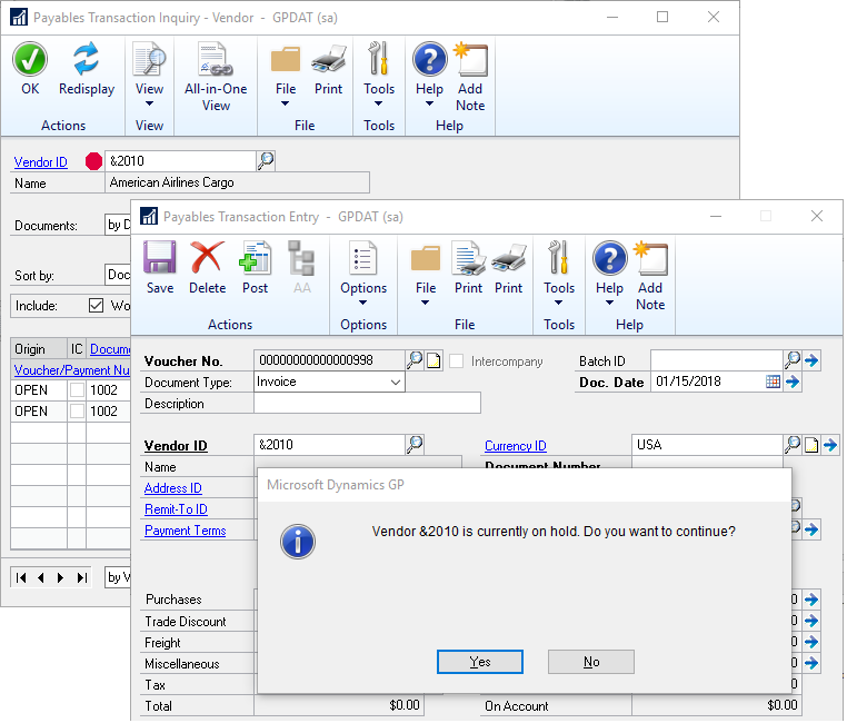 Payables Transaction Inquiry - Vendor - GPDAT (sa)
OK Redisplay View All-in-One View File Print Tools Help Add Note
Actions View File Tools Help
Vendor ID &2010
Name American Airlines Cargo
Documents: by D
Sort by: Doc
Include: Wo
Origin IC Docume
Voucher/Payment Nu
OPEN 1002
OPEN 1002
by V
Payables Transaction Entry - GPDAT (sa)
Save Delete Post AA Options File Print Print Tools Help Add Note
Actions Options File Tools Help
Voucher No. 00000000000000998 Intercompany Batch ID
Document Type: Invoice Doc. Date 01/15/2018
Description
Vendor ID &2010 Currency ID USA
Name Document Number
Address ID
Remit-To ID
Payment Terms
Microsoft Dynamics GP
Vendor &2010 is currently on hold. Do you want to continue?
Yes No
Purchases
Trade Discount
Freight
Miscellaneous
Tax
Total $0.00 On Account $0.00